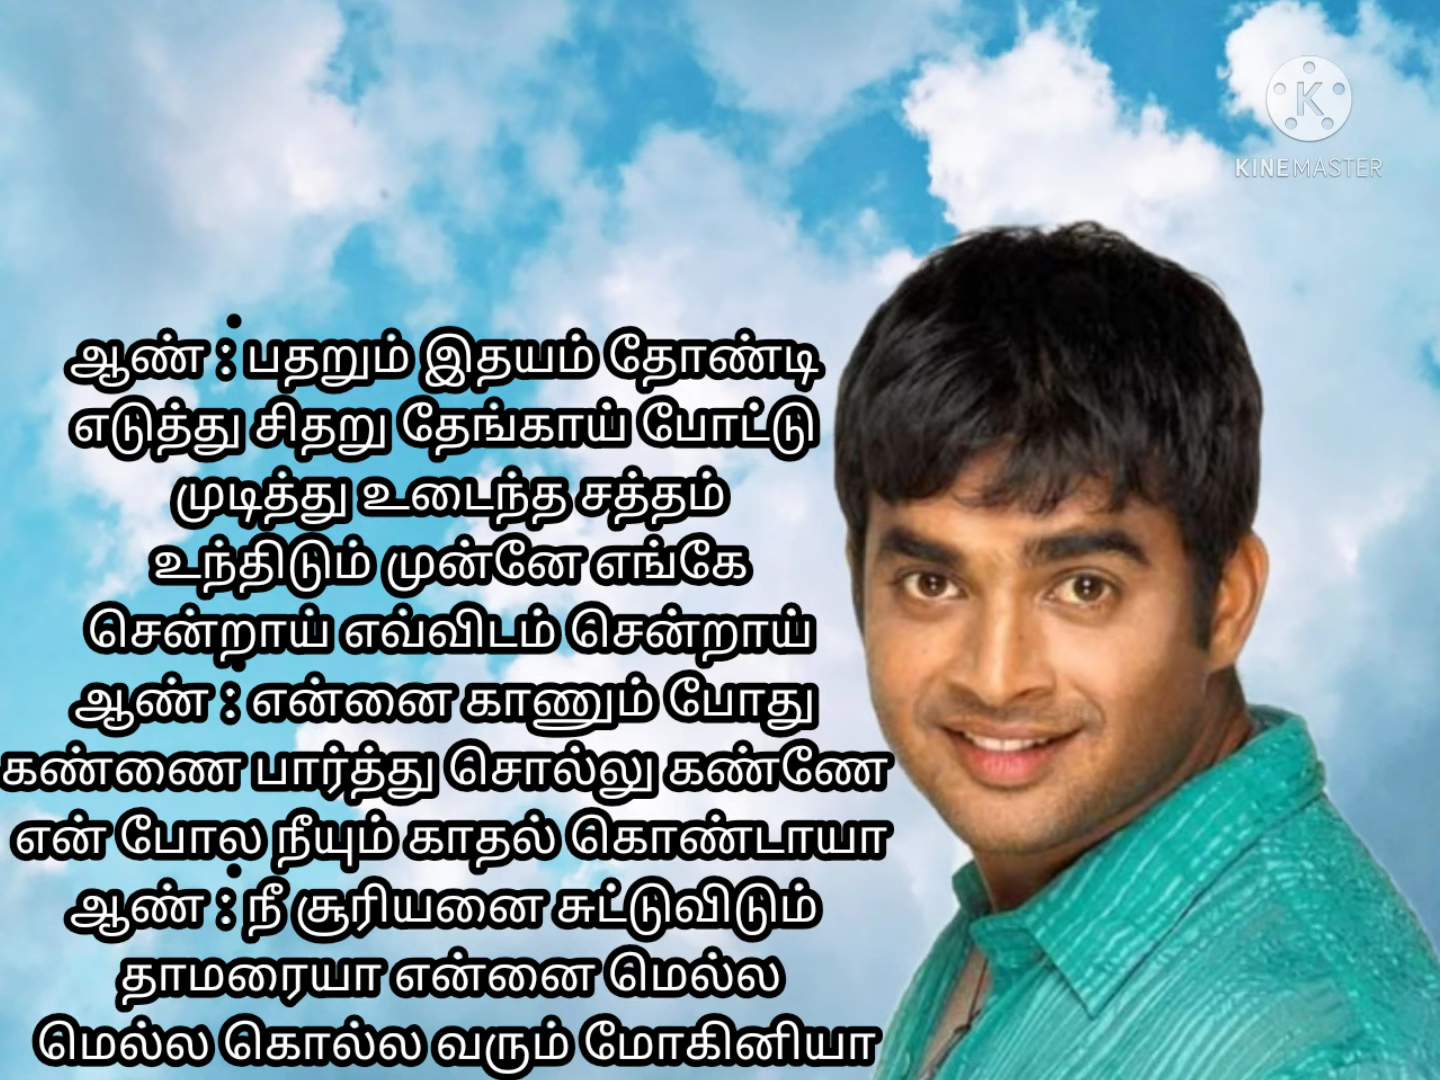 KINEMASTER
ஆண் : பதறும் இதயம் தோண்டி
எடுத்து சிதறு தேங்காய் போட்டு
முடித்து உடைந்த சத்தம்
உந்திடும் முன்னே எங்கே
சென்றாய் எவ்விடம் சென்றாய்
ஆண் : என்னை காணும் போது
கண்ணை பார்த்து சொல்லு கண்ணே
என் போல நீயும் காதல் கொண்டாயா
ஆண் : நீ சூரியனை சுட்டுவிடும்
தாமரையா என்னை மெல்ல
மெல்ல கொல்ல வரும் மோகினியா